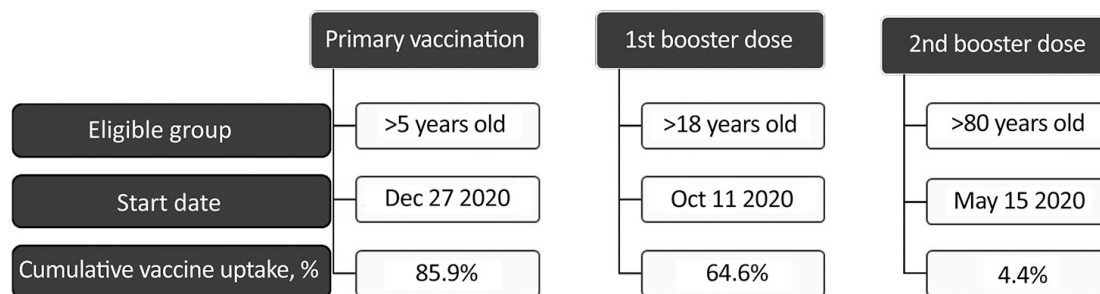 Primary vaccination
1st booster dose
2nd booster dose
Eligible group
>5 years old
>18 years old
>80 years old
Start date
Dec 27 2020
Oct 11 2020
May 15 2020
Cumulative vaccine uptake, %
85.9%
64.6%
4.4%